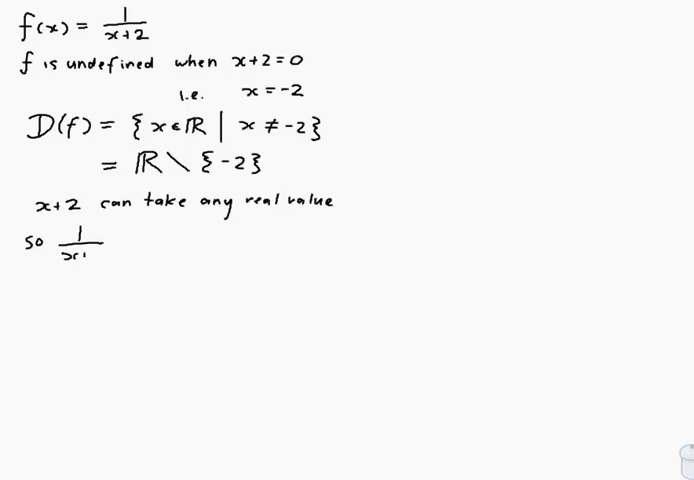 f(x) = 1/(x+2)
f is undefined when x+2=0
i.e. x = -2
D(f) = { x ∈ ℝ | x ≠ -2 }
= ℝ \ { -2 }
x+2 can take any real value
so 1/x